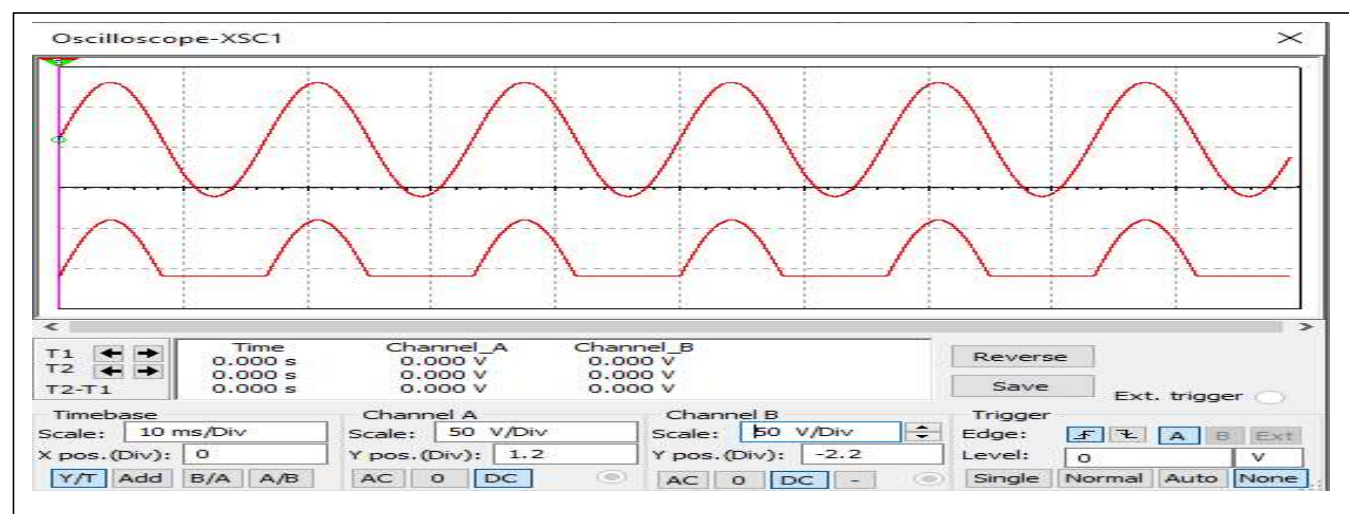 Oscilloscope-XSC1
Time Channel_A Channel_B
T1 0.000 s 0.000 V 0.000 V
T2 0.000 s 0.000 V 0.000 V
T2-T1 0.000 s 0.000 V 0.000 V
Reverse
Save
Ext. trigger
Timebase
Scale: 10 ms/Div
X pos.(Div): 0
Y/T Add B/A A/B
Channel A
Scale: 50 V/Div
Y pos.(Div): 1.2
AC 0 DC
Channel B
Scale: 50 V/Div
Y pos.(Div): -2.2
AC 0 DC -
Trigger
Edge: A B Ext
Level: 0 V
Single Normal Auto None